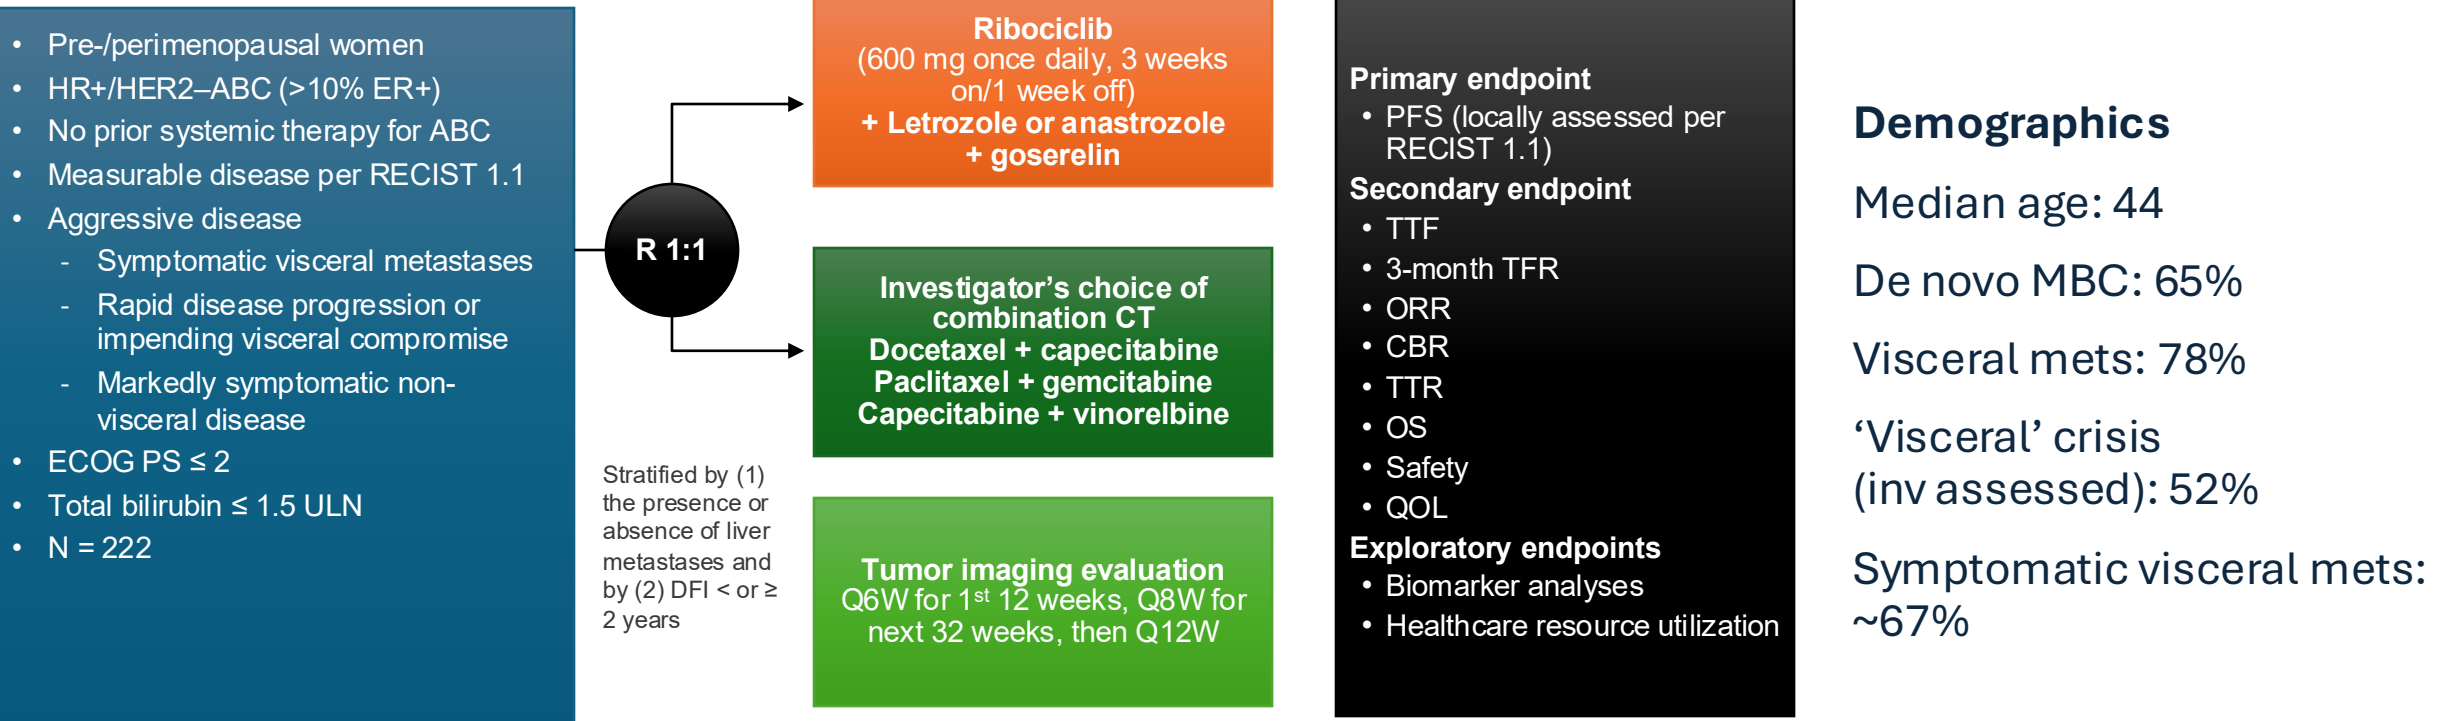 • Pre-/perimenopausal women
• HR+/HER2–ABC (>10% ER+)
• No prior systemic therapy for ABC
• Measurable disease per RECIST 1.1
• Aggressive disease
- Symptomatic visceral metastases
- Rapid disease progression or
impending visceral compromise
- Markedly symptomatic non-
visceral disease
• ECOG PS ≤ 2
• Total bilirubin ≤ 1.5 ULN
• N = 222
R 1:1
Stratified by (1)
the presence or
absence of liver
metastases and
by (2) DFI < or ≥
2 years
Ribociclib
(600 mg once daily, 3 weeks
on/1 week off)
+ Letrozole or anastrozole
+ goserelin
Investigator’s choice of
combination CT
Docetaxel + capecitabine
Paclitaxel + gemcitabine
Capecitabine + vinorelbine
Tumor imaging evaluation
Q6W for 1st 12 weeks, Q8W for
next 32 weeks, then Q12W
Primary endpoint
• PFS (locally assessed per
RECIST 1.1)
Secondary endpoint
• TTF
• 3-month TFR
• ORR
• CBR
• TTR
• OS
• Safety
• QOL
Exploratory endpoints
• Biomarker analyses
• Healthcare resource utilization
Demographics
Median age: 44
De novo MBC: 65%
Visceral mets: 78%
‘Visceral’ crisis
(inv assessed): 52%
Symptomatic visceral mets:
~67%